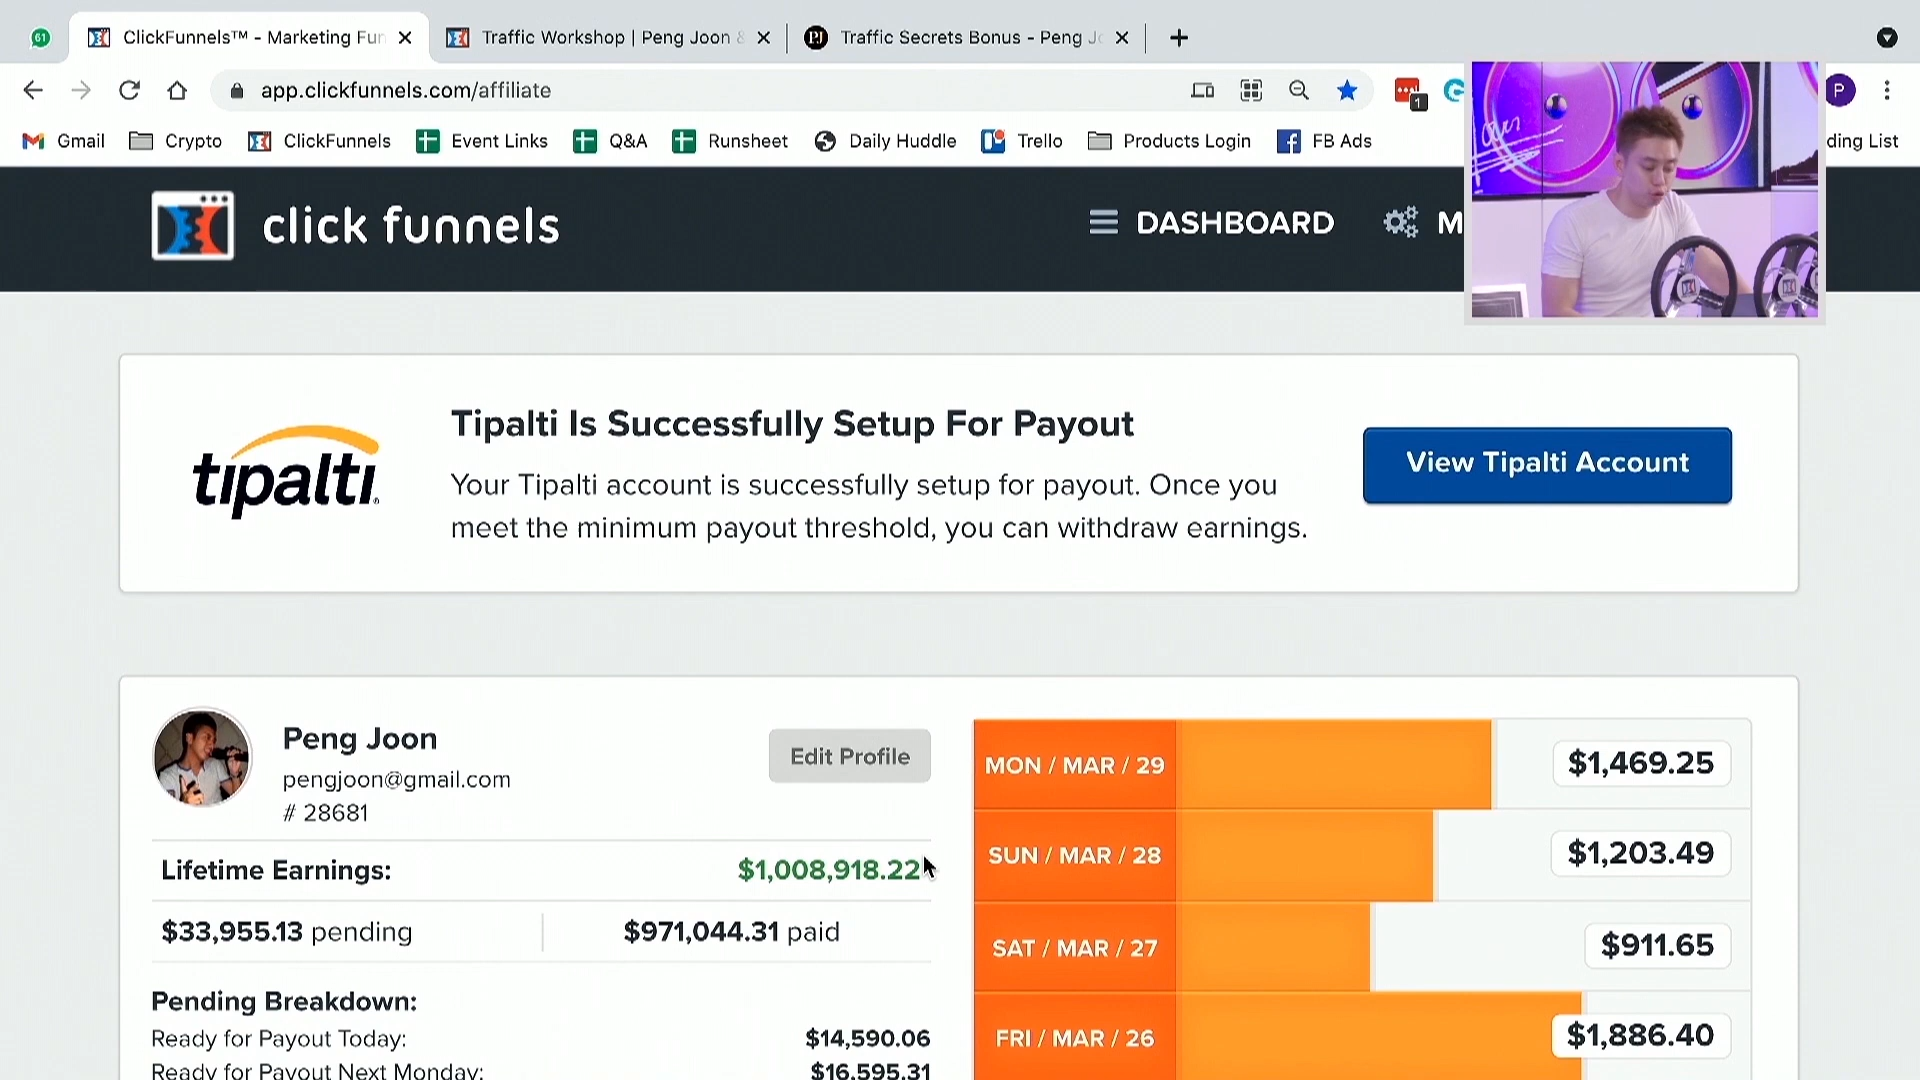 61
ClickFunnels™ - Marketing Fun
Traffic Workshop | Peng Joon &
PJ
Traffic Secrets Bonus - Peng Jo
app.clickfunnels.com/affiliate
1
P
Gmail
Crypto
ClickFunnels
Event Links
Q&A
Runsheet
Daily Huddle
Trello
Products Login
FB Ads
ding List
click funnels
DASHBOARD
M
tipalti
Tipalti Is Successfully Setup For Payout
Your Tipalti account is successfully setup for payout. Once you
meet the minimum payout threshold, you can withdraw earnings.
View Tipalti Account
Peng Joon
pengjoon@gmail.com
# 28681
Edit Profile
Lifetime Earnings: $1,008,918.22
$33,955.13 pending $971,044.31 paid
Pending Breakdown:
Ready for Payout Today: $14,590.06
Ready for Payout Next Monday: $16,595.31
MON / MAR / 29 $1,469.25
SUN / MAR / 28 $1,203.49
SAT / MAR / 27 $911.65
FRI / MAR / 26 $1,886.40